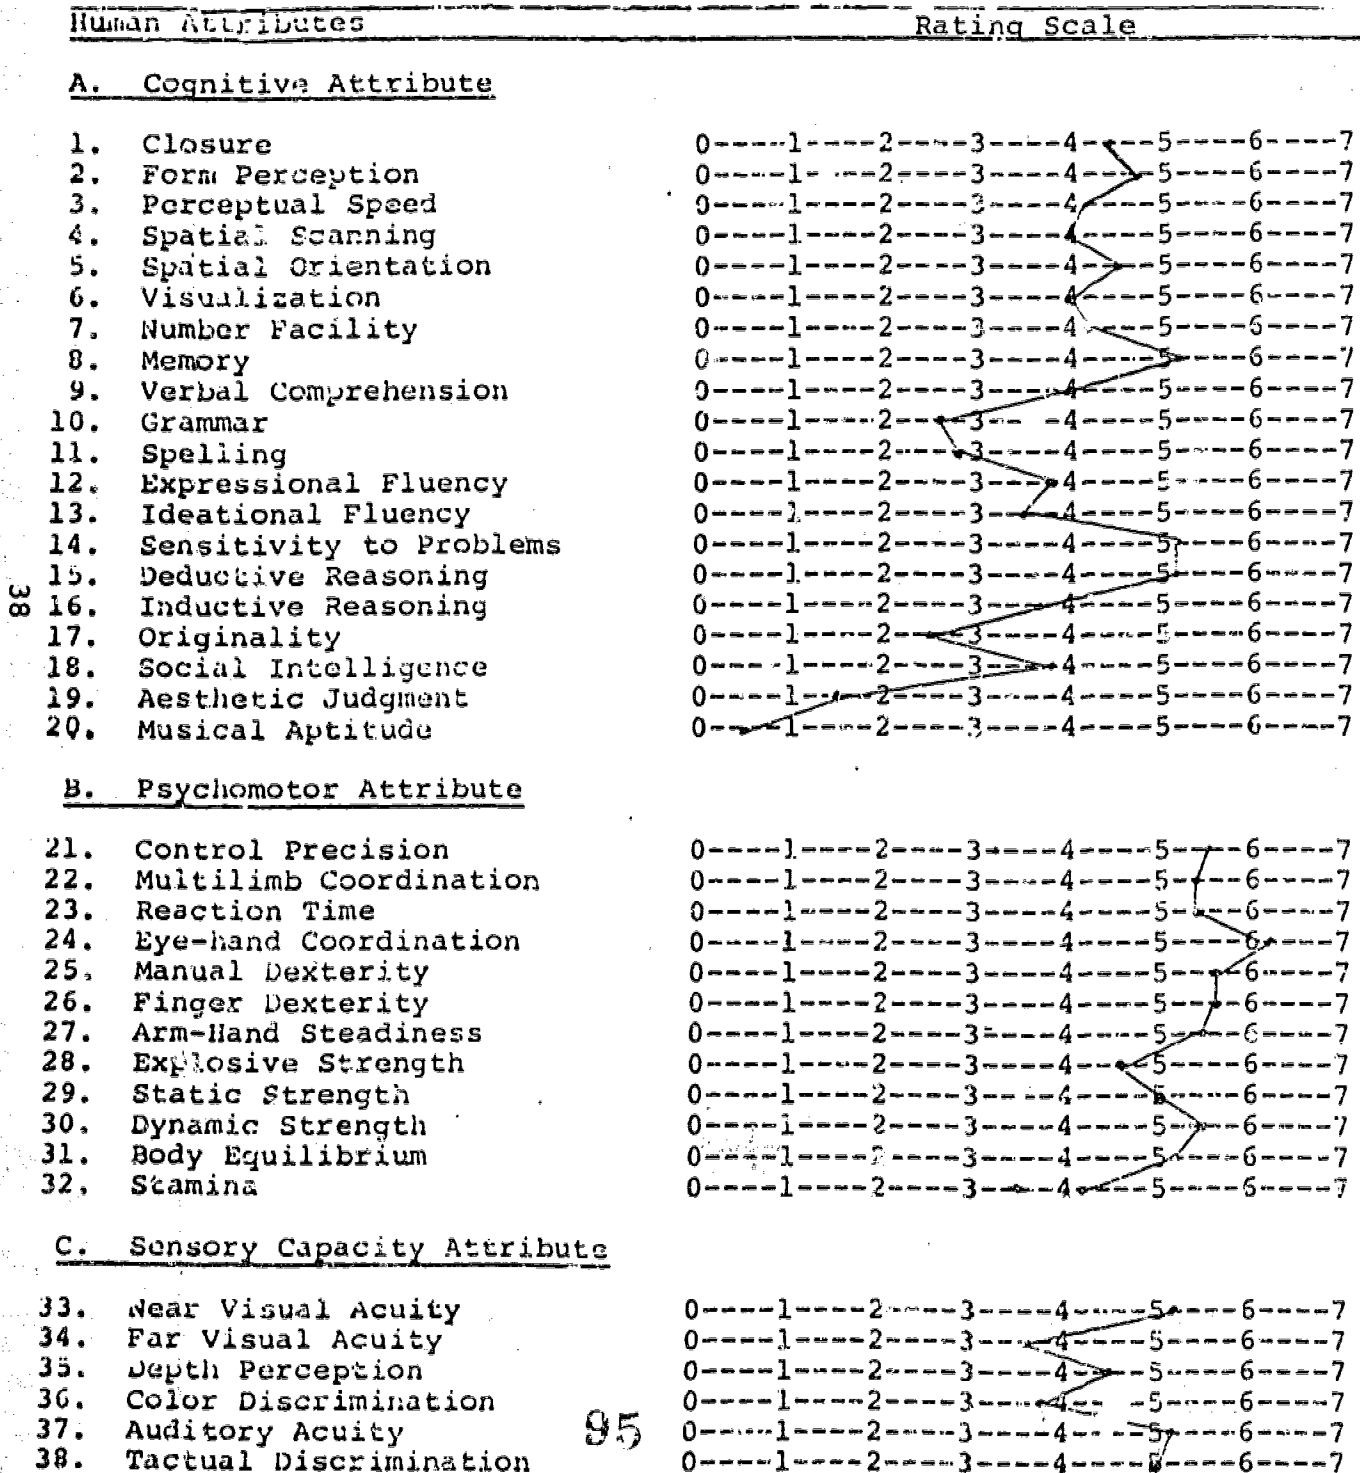 Human Attributes Rating Scale
A. Cognitive Attribute
1. Closure 0----1----2----3----4----5----6----7
2. Form Perception 0----1----2----3----4----5----6----7
3. Perceptual Speed 0----1----2----3----4----5----6----7
4. Spatial Scanning 0----1----2----3----4----5----6----7
5. Spatial Orientation 0----1----2----3----4----5----6----7
6. Visualization 0----1----2----3----4----5----6----7
7. Number Facility 0----1----2----3----4----5----6----7
8. Memory 0----1----2----3----4----5----6----7
9. Verbal Comprehension 0----1----2----3----4----5----6----7
10. Grammar 0----1----2----3----4----5----6----7
11. Spelling 0----1----2----3----4----5----6----7
12. Expressional Fluency 0----1----2----3----4----5----6----7
13. Ideational Fluency 0----1----2----3----4----5----6----7
14. Sensitivity to Problems 0----1----2----3----4----5----6----7
15. Deductive Reasoning 0----1----2----3----4----5----6----7
38
16. Inductive Reasoning 0----1----2----3----4----5----6----7
17. Originality 0----1----2----3----4----5----6----7
18. Social Intelligence 0----1----2----3----4----5----6----7
19. Aesthetic Judgment 0----1----2----3----4----5----6----7
20. Musical Aptitude 0----1----2----3----4----5----6----7
B. Psychomotor Attribute
21. Control Precision 0----1----2----3----4----5----6----7
22. Multilimb Coordination 0----1----2----3----4----5----6----7
23. Reaction Time 0----1----2----3----4----5----6----7
24. Eye-hand Coordination 0----1----2----3----4----5----6----7
25. Manual Dexterity 0----1----2----3----4----5----6----7
26. Finger Dexterity 0----1----2----3----4----5----6----7
27. Arm-Hand Steadiness 0----1----2----3----4----5----6----7
28. Explosive Strength 0----1----2----3----4----5----6----7
29. Static Strength 0----1----2----3----4----5----6----7
30. Dynamic Strength 0----1----2----3----4----5----6----7
31. Body Equilibrium 0----1----2----3----4----5----6----7
32. Stamina 0----1----2----3----4----5----6----7
C. Sensory Capacity Attribute
33. Near Visual Acuity 0----1----2----3----4----5----6----7
34. Far Visual Acuity 0----1----2----3----4----5----6----7
35. Depth Perception 0----1----2----3----4----5----6----7
36. Color Discrimination 0----1----2----3----4----5----6----7
37. Auditory Acuity 95 0----1----2----3----4----5----6----7
38. Tactual Discrimination 0----1----2----3----4----5----6----7